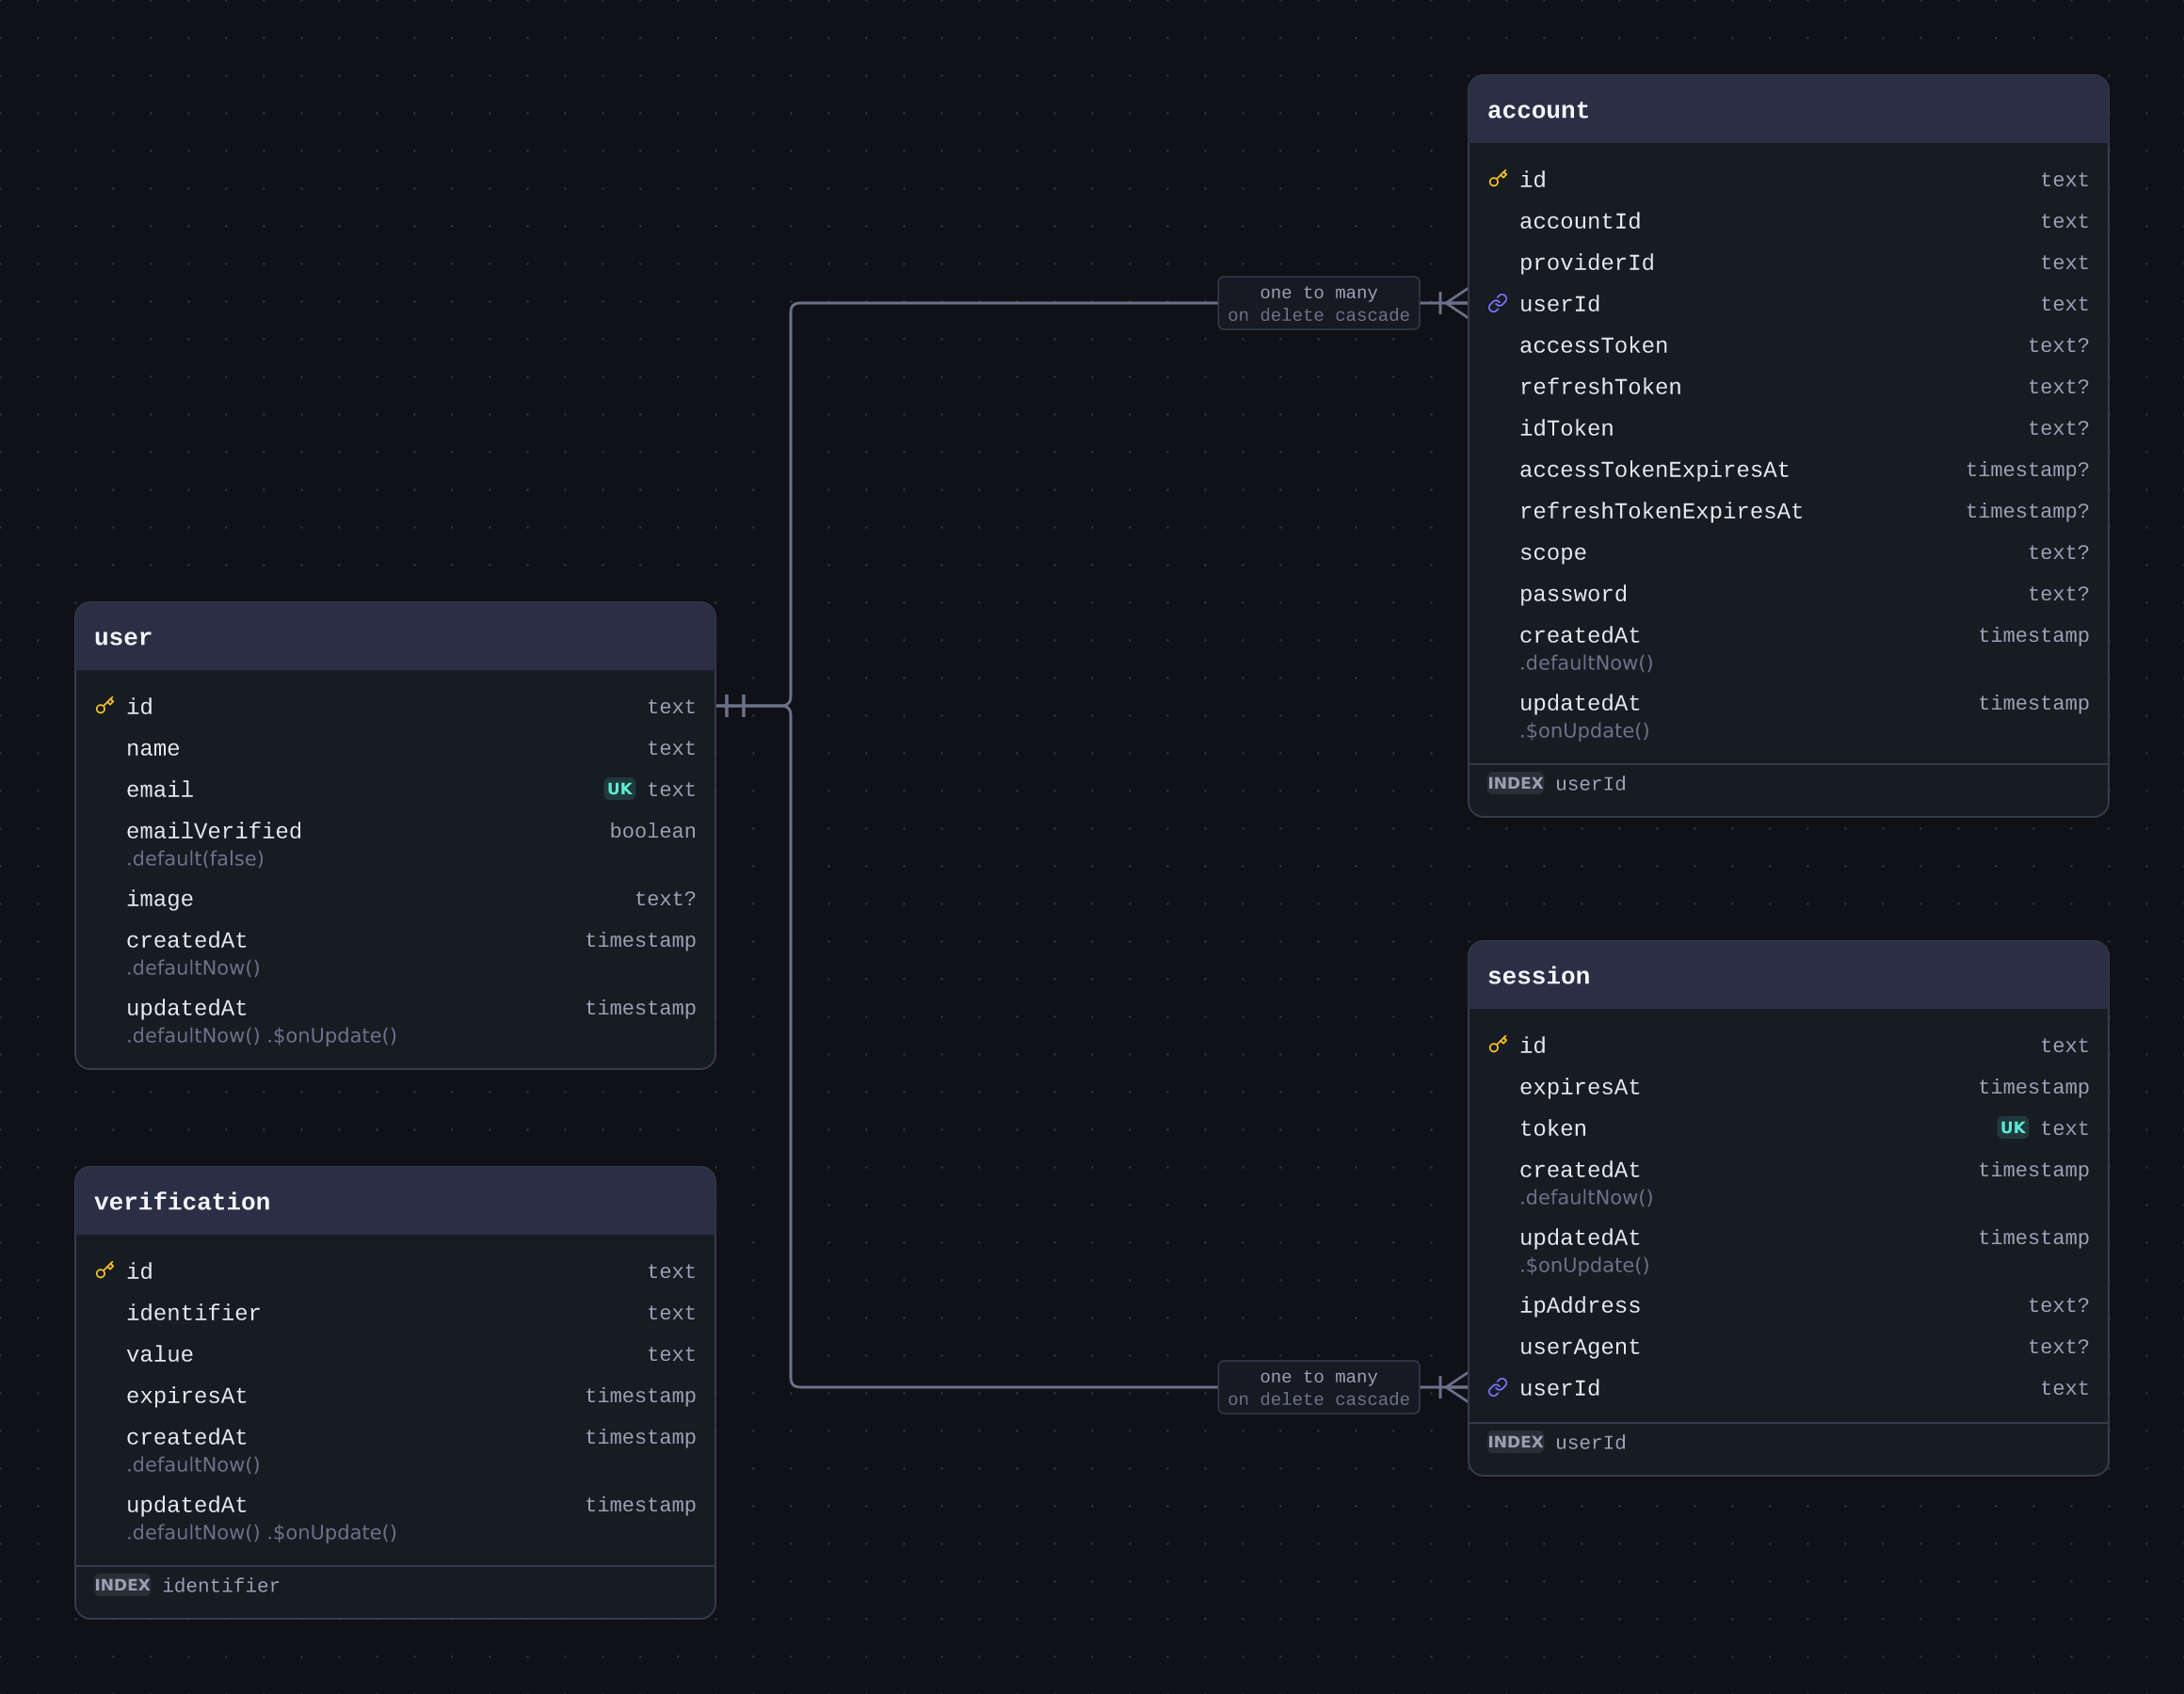 user
id text
name text
email UK text
emailVerified boolean
.default(false)
image text?
createdAt timestamp
.defaultNow()
updatedAt timestamp
.defaultNow() .$onUpdate()
verification
id text
identifier text
value text
expiresAt timestamp
createdAt timestamp
.defaultNow()
updatedAt timestamp
.defaultNow() .$onUpdate()
INDEX identifier
one to many
on delete cascade
one to many
on delete cascade
account
id text
accountId text
providerId text
userId text
accessToken text?
refreshToken text?
idToken text?
accessTokenExpiresAt timestamp?
refreshTokenExpiresAt timestamp?
scope text?
password text?
createdAt timestamp
.defaultNow()
updatedAt timestamp
.$onUpdate()
INDEX userId
session
id text
expiresAt timestamp
token UK text
createdAt timestamp
.defaultNow()
updatedAt timestamp
.$onUpdate()
ipAddress text?
userAgent text?
userId text
INDEX userId